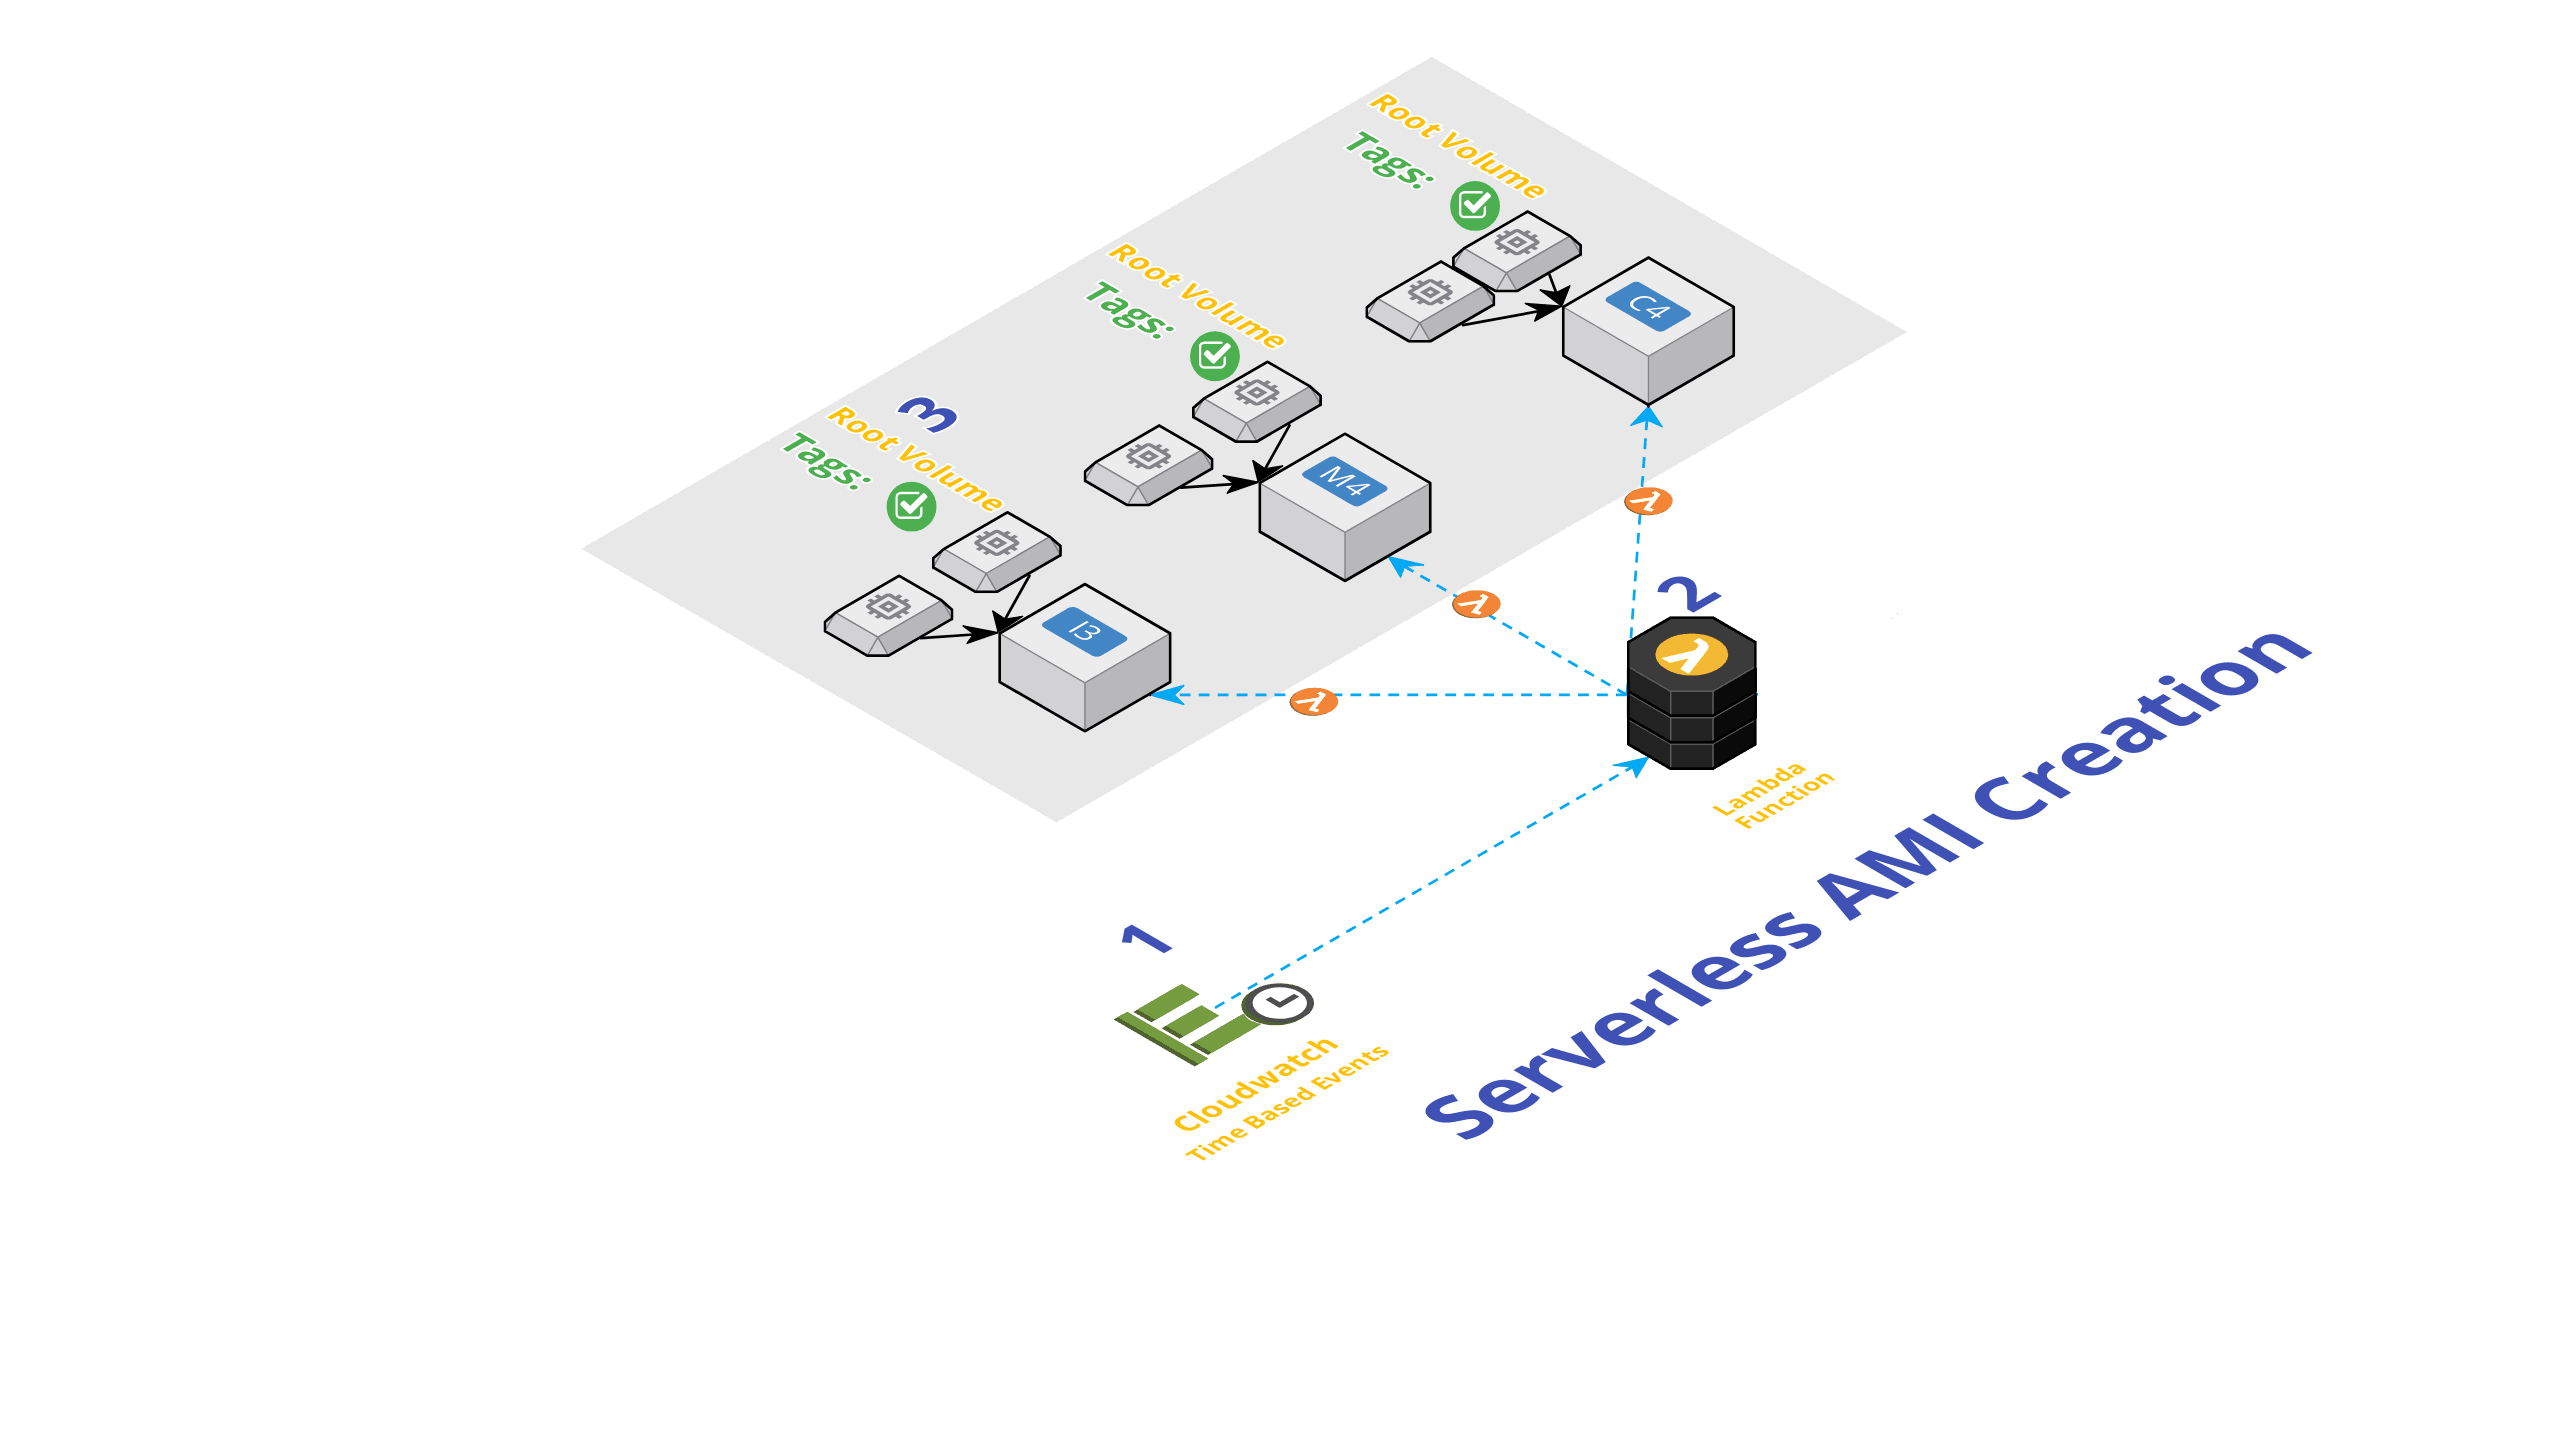 Root Volume
Tags:
C4
Root Volume
Tags:
M4
3
Root Volume
Tags:
I3
2
λ
λ
λ
λ
Lambda
Function
1
Cloudwatch
Time Based Events
Serverless AMI Creation